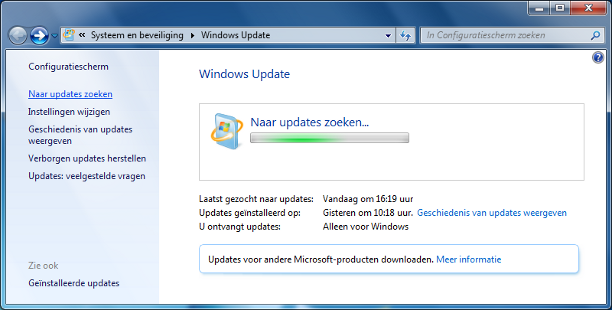 « Systeem en beveiliging ▸ Windows Update
In Configuratiescherm zoeken
Configuratiescherm
Naar updates zoeken
Instellingen wijzigen
Geschiedenis van updates
weergeven
Verborgen updates herstellen
Updates: veelgestelde vragen
Zie ook
Geïnstalleerde updates
Windows Update
Naar updates zoeken...
Laatst gezocht naar updates: Vandaag om 16:19 uur
Updates geïnstalleerd op: Gisteren om 10:18 uur. Geschiedenis van updates weergeven
U ontvangt updates: Alleen voor Windows
Updates voor andere Microsoft-producten downloaden. Meer informatie